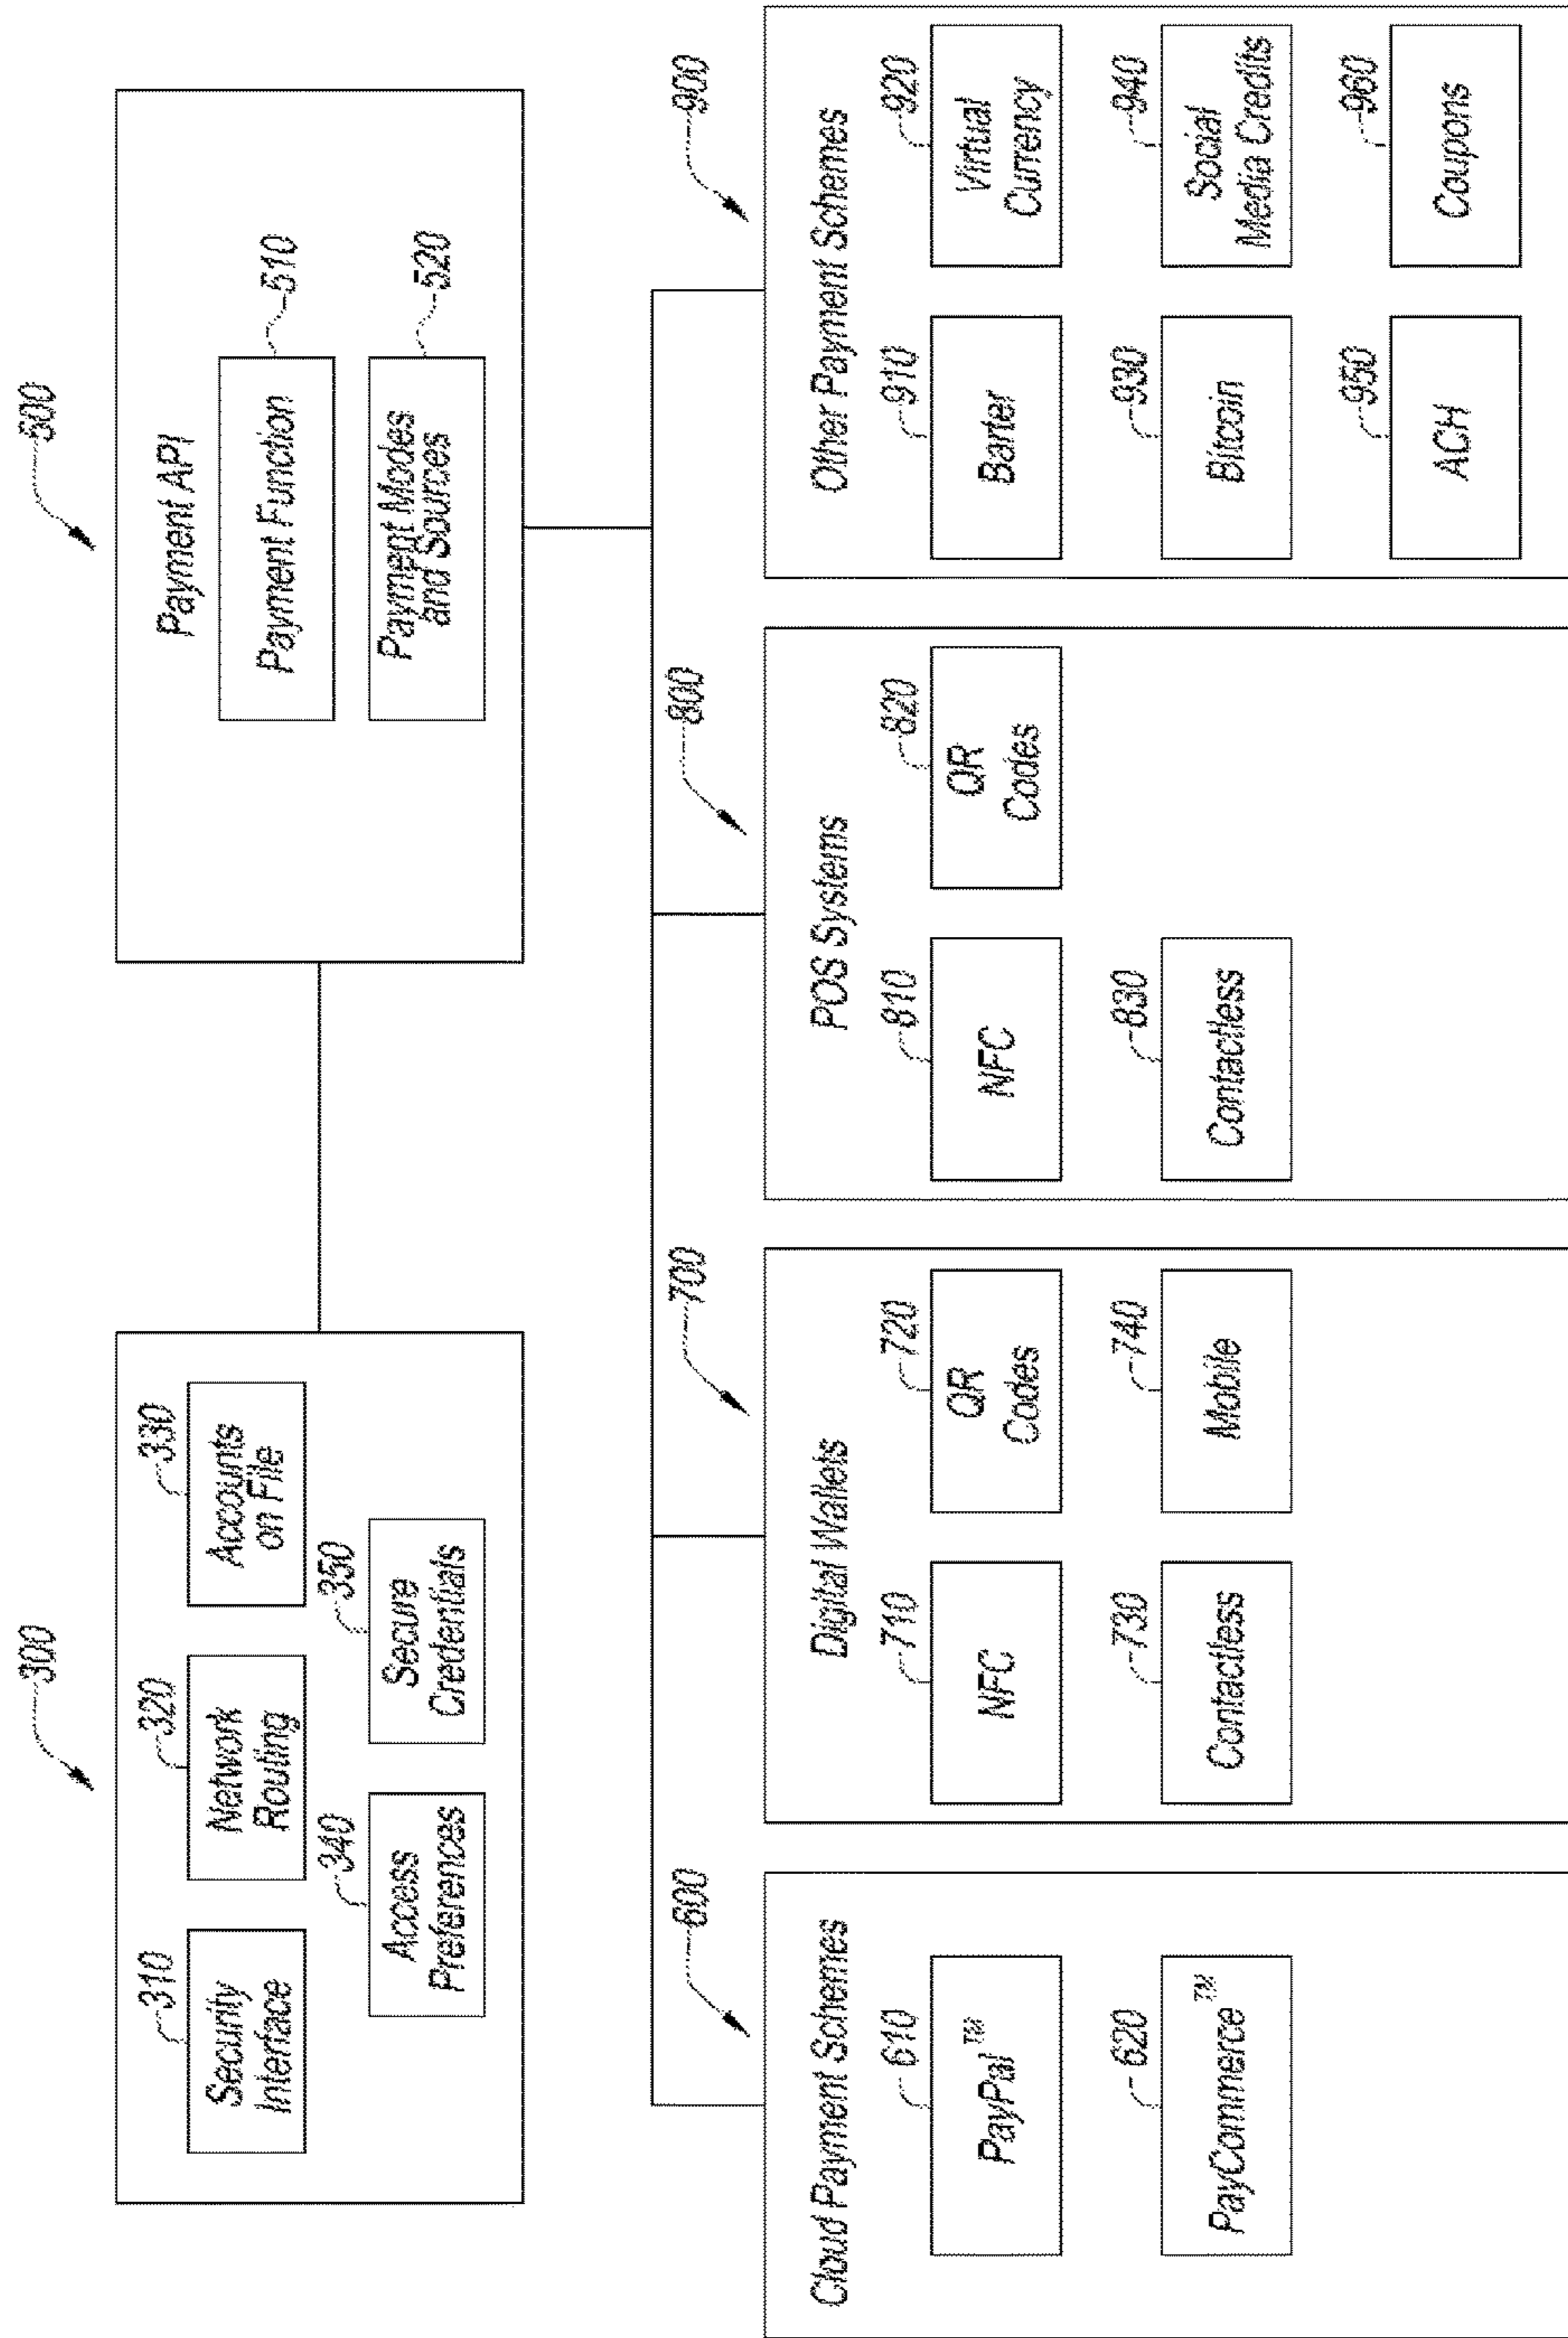 300
310
Security
Interface
320
Network
Routing
330
Accounts
on File
340
Access
Preferences
350
Secure
Credentials
500
Payment API
Payment Function
510
Payment Modes
and Sources
520
600
Cloud Payment Schemes
610
PayPal™
620
PayCommerce™
700
Digital Wallets
710
NFC
720
QR
Codes
730
Contactless
740
Mobile
800
POS Systems
810
NFC
820
QR
Codes
830
Contactless
900
Other Payment Schemes
910
Barter
920
Virtual
Currency
930
Bitcoin
940
Social
Media Credits
950
ACH
960
Coupons